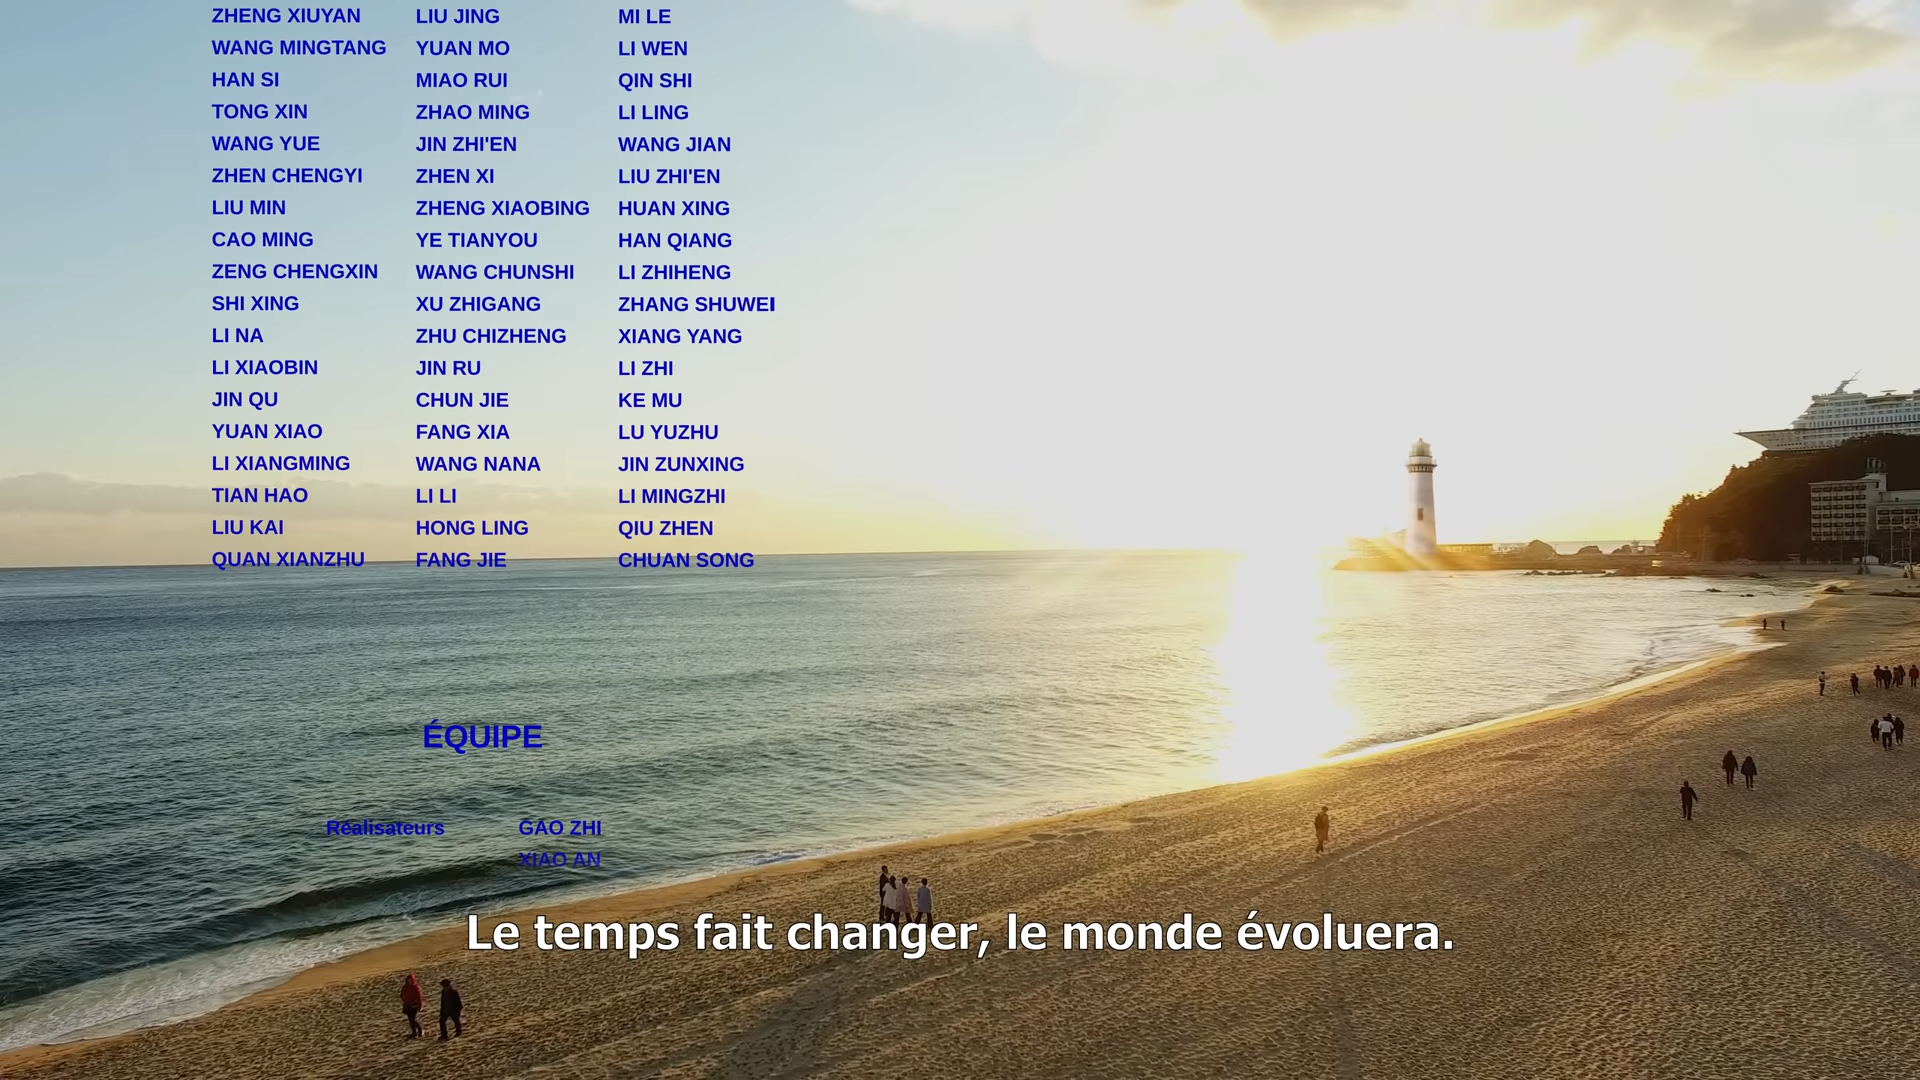 ZHENG XIUYAN LIU JING MI LE
WANG MINGTANG YUAN MO LI WEN
HAN SI MIAO RUI QIN SHI
TONG XIN ZHAO MING LI LING
WANG YUE JIN ZHI'EN WANG JIAN
ZHEN CHENGYI ZHEN XI LIU ZHI'EN
LIU MIN ZHENG XIAOBING HUAN XING
CAO MING YE TIANYOU HAN QIANG
ZENG CHENGXIN WANG CHUNSHI LI ZHIHENG
SHI XING XU ZHIGANG ZHANG SHUWEI
LI NA ZHU CHIZHENG XIANG YANG
LI XIAOBIN JIN RU LI ZHI
JIN QU CHUN JIE KE MU
YUAN XIAO FANG XIA LU YUZHU
LI XIANGMING WANG NANA JIN ZUNXING
TIAN HAO LI LI LI MINGZHI
LIU KAI HONG LING QIU ZHEN
QUAN XIANZHU FANG JIE CHUAN SONG
ÉQUIPE
Réalisateurs GAO ZHI
XIAO AN
Le temps fait changer, le monde évoluera.